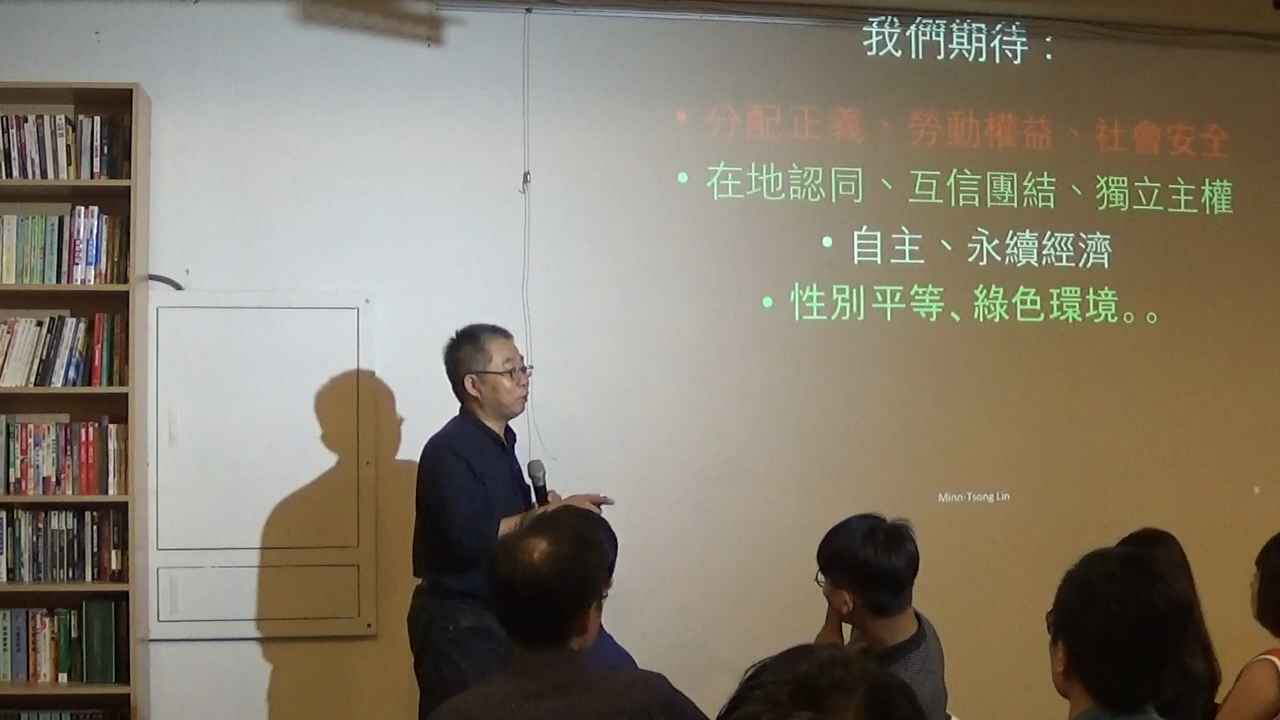 我們期待：
• 分配正義、勞動權益、社會安全
• 在地認同、互信團結、獨立主權
• 自主、永續經濟
• 性別平等、綠色環境。。
Minn-Tsong Lin
9